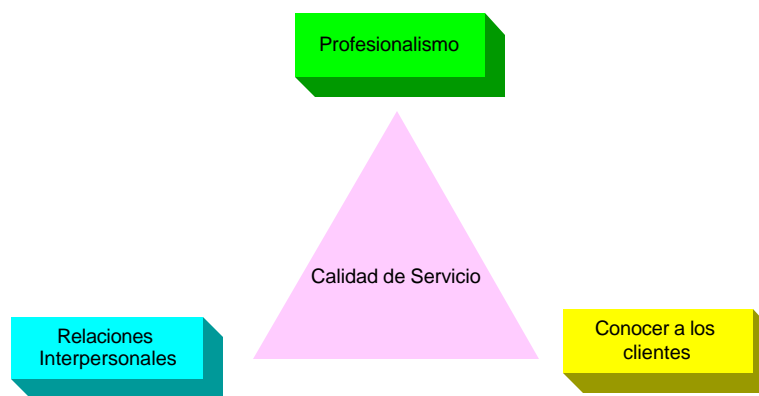 Profesionalismo
Calidad de Servicio
Relaciones
Interpersonales
Conocer a los
clientes